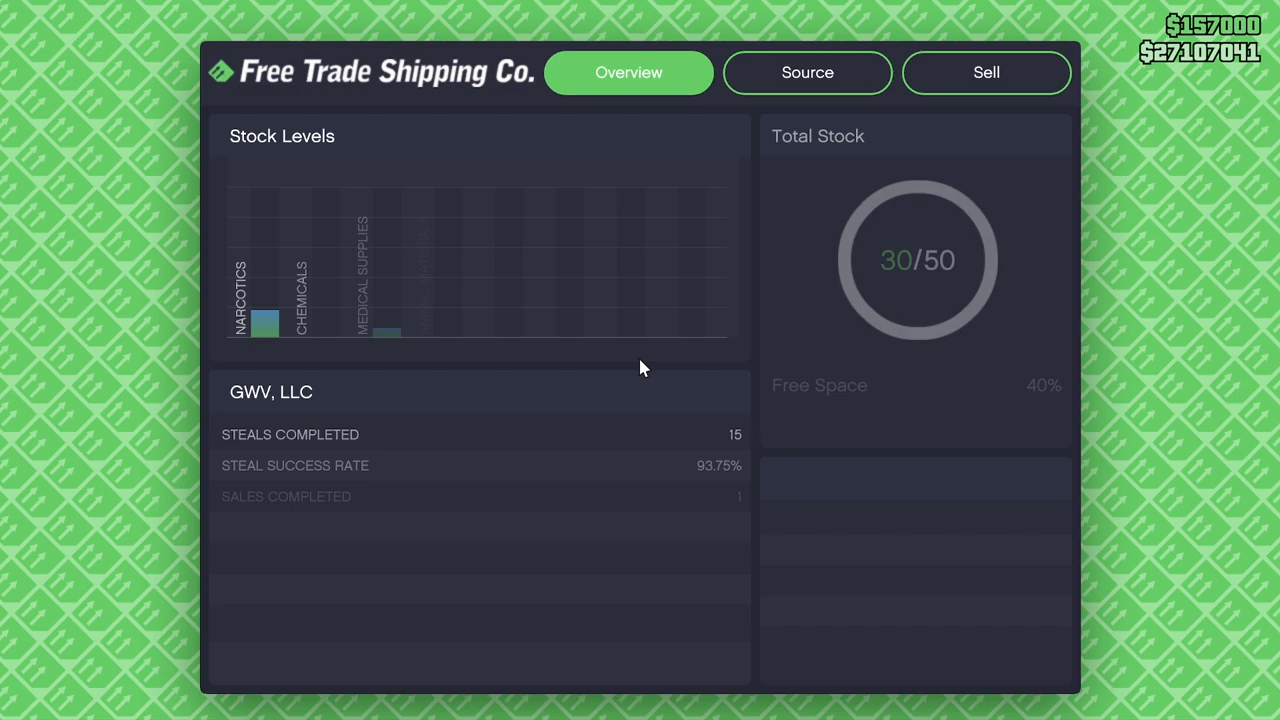 $157000
$27107041
Free Trade Shipping Co.
Overview
Source
Sell
Stock Levels
NARCOTICS
CHEMICALS
MEDICAL SUPPLIES
Total Stock
30/50
Free Space 40%
GWV, LLC
STEALS COMPLETED 15
STEAL SUCCESS RATE 93.75%
SALES COMPLETED 1